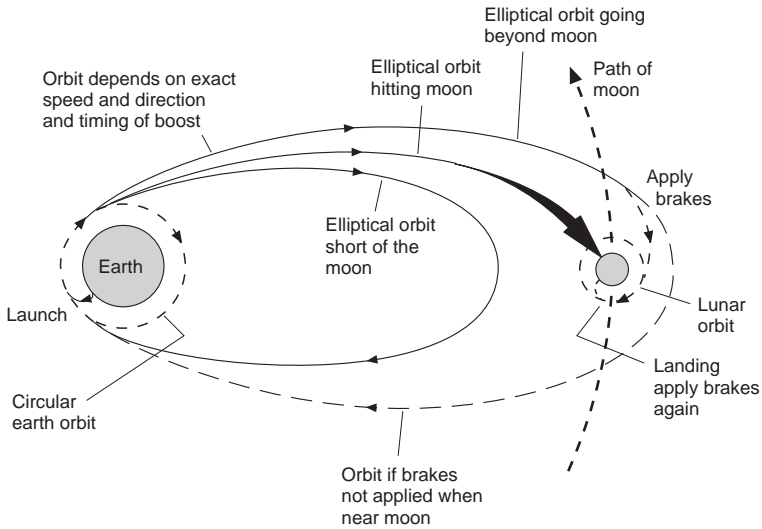 Elliptical orbit going
beyond moon
Elliptical orbit
hitting moon
Path of
moon
Orbit depends on exact
speed and direction
and timing of boost
Apply
brakes
Elliptical orbit
short of the
moon
Earth
Launch
Lunar
orbit
Circular
earth orbit
Landing
apply brakes
again
Orbit if brakes
not applied when
near moon